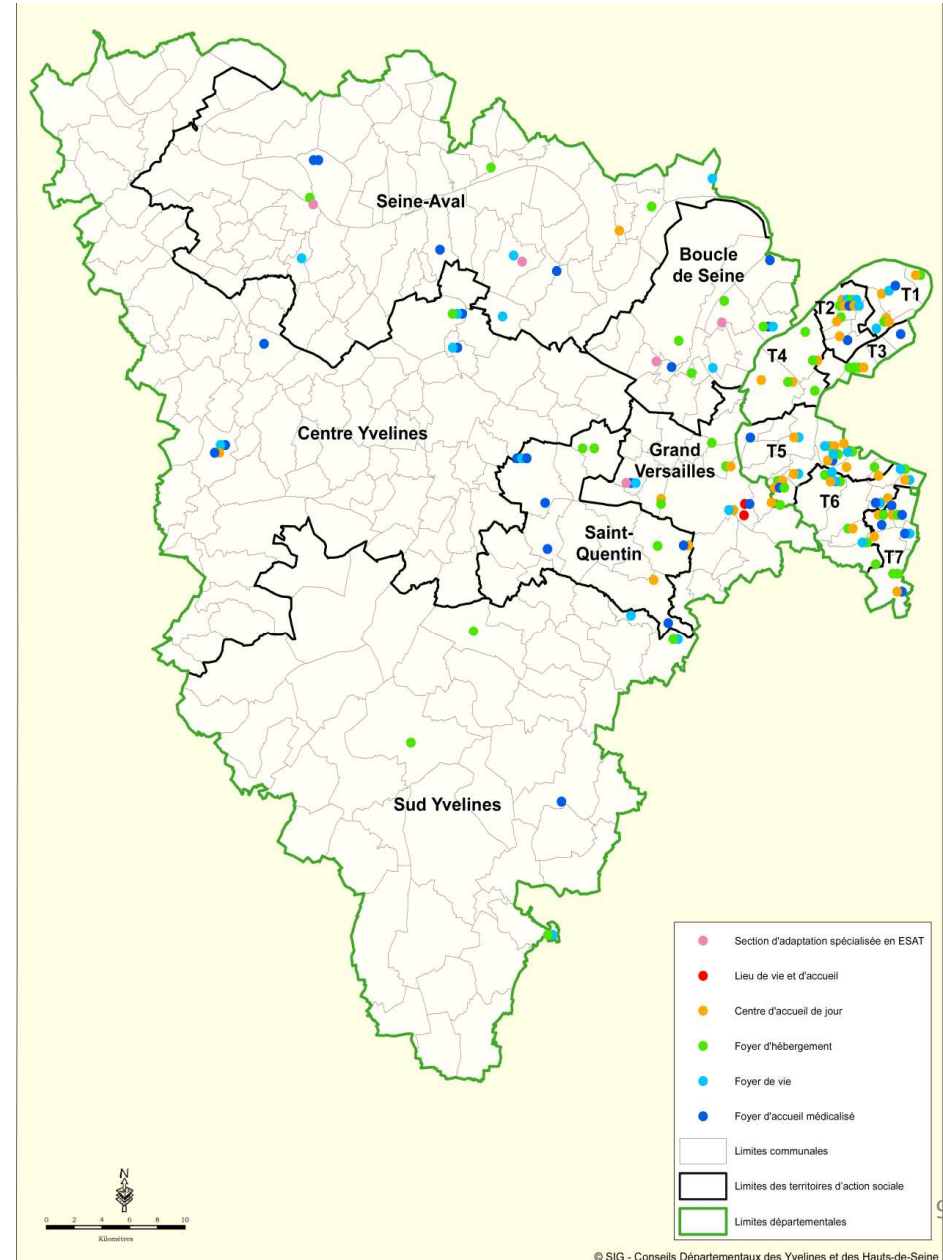 Seine-Aval
Boucle
de Seine
T1
T2
T3
T4
Centre Yvelines
Grand
Versailles
T5
T6
Saint-
Quentin
T7
Sud Yvelines
Section d'adaptation spécialisée en ESAT
Lieu de vie et d'accueil
Centre d'accueil de jour
Foyer d'hébergement
Foyer de vie
Foyer d'accueil médicalisé
Limites communales
Limites des territoires d'action sociale
Limites départementales
N
0 2 4 6 8 10
Kilomètres
© SIG - Conseils Départementaux des Yvelines et des Hauts-de-Seine